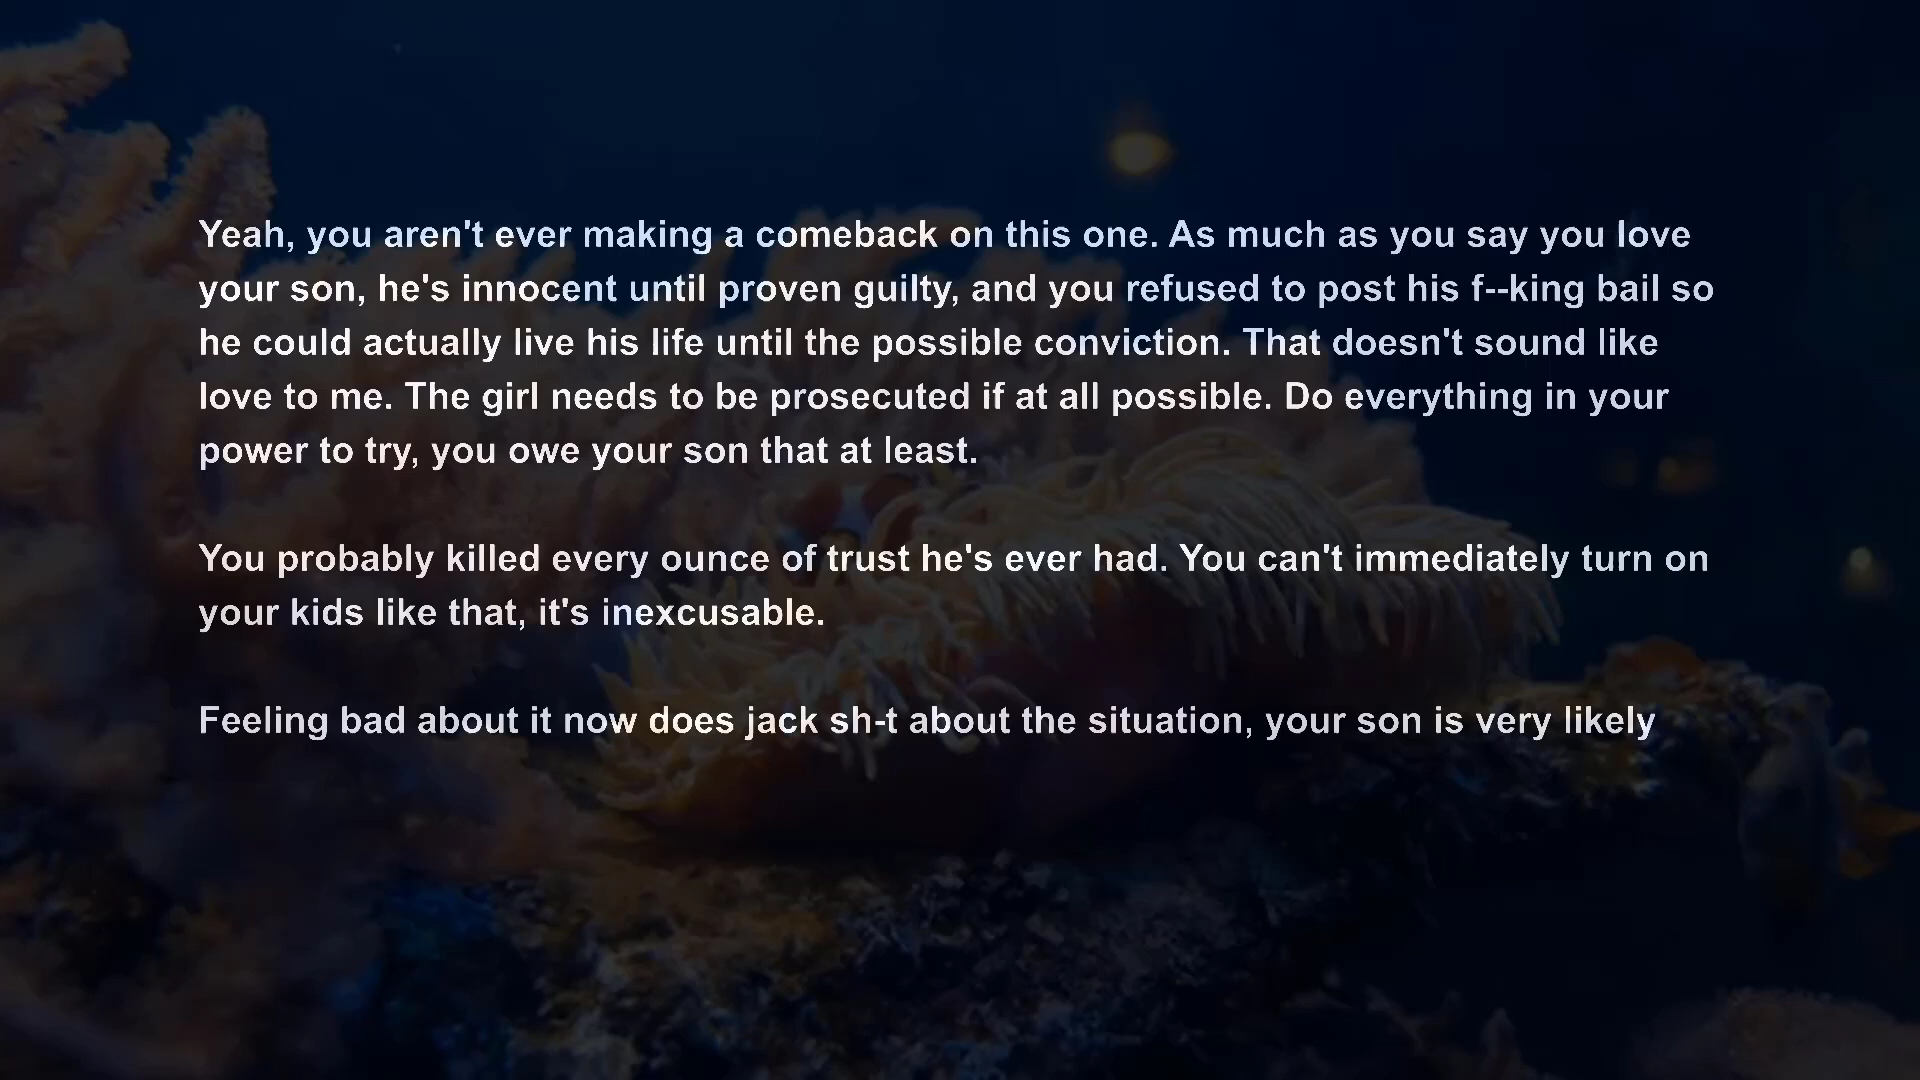 Yeah, you aren't ever making a comeback on this one. As much as you say you love
your son, he's innocent until proven guilty, and you refused to post his f--king bail so
he could actually live his life until the possible conviction. That doesn't sound like
love to me. The girl needs to be prosecuted if at all possible. Do everything in your
power to try, you owe your son that at least.
You probably killed every ounce of trust he's ever had. You can't immediately turn on
your kids like that, it's inexcusable.
Feeling bad about it now does jack sh-t about the situation, your son is very likely